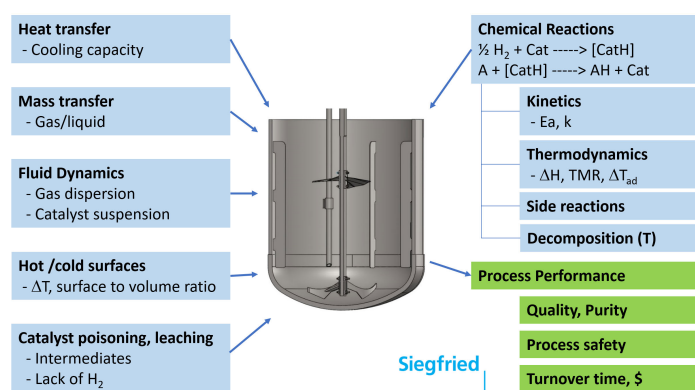 Heat transfer
- Cooling capacity
Mass transfer
- Gas/liquid
Fluid Dynamics
- Gas dispersion
- Catalyst suspension
Hot /cold surfaces
- ΔT, surface to volume ratio
Catalyst poisoning, leaching
- Intermediates
- Lack of H₂
Chemical Reactions
½ H₂ + Cat -----> [CatH]
A + [CatH] -----> AH + Cat
Kinetics
- Ea, k
Thermodynamics
- ΔH, TMR, ΔTad
Side reactions
Decomposition (T)
Process Performance
Quality, Purity
Process safety
Turnover time, $
Siegfried